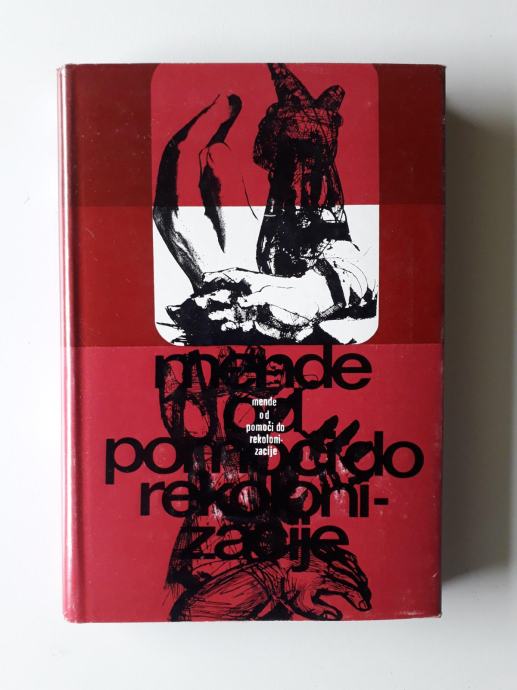 mende
od
pomoči do
rekoloni-
zacije
mende
od
pomoči do
rekoloni-
zacije